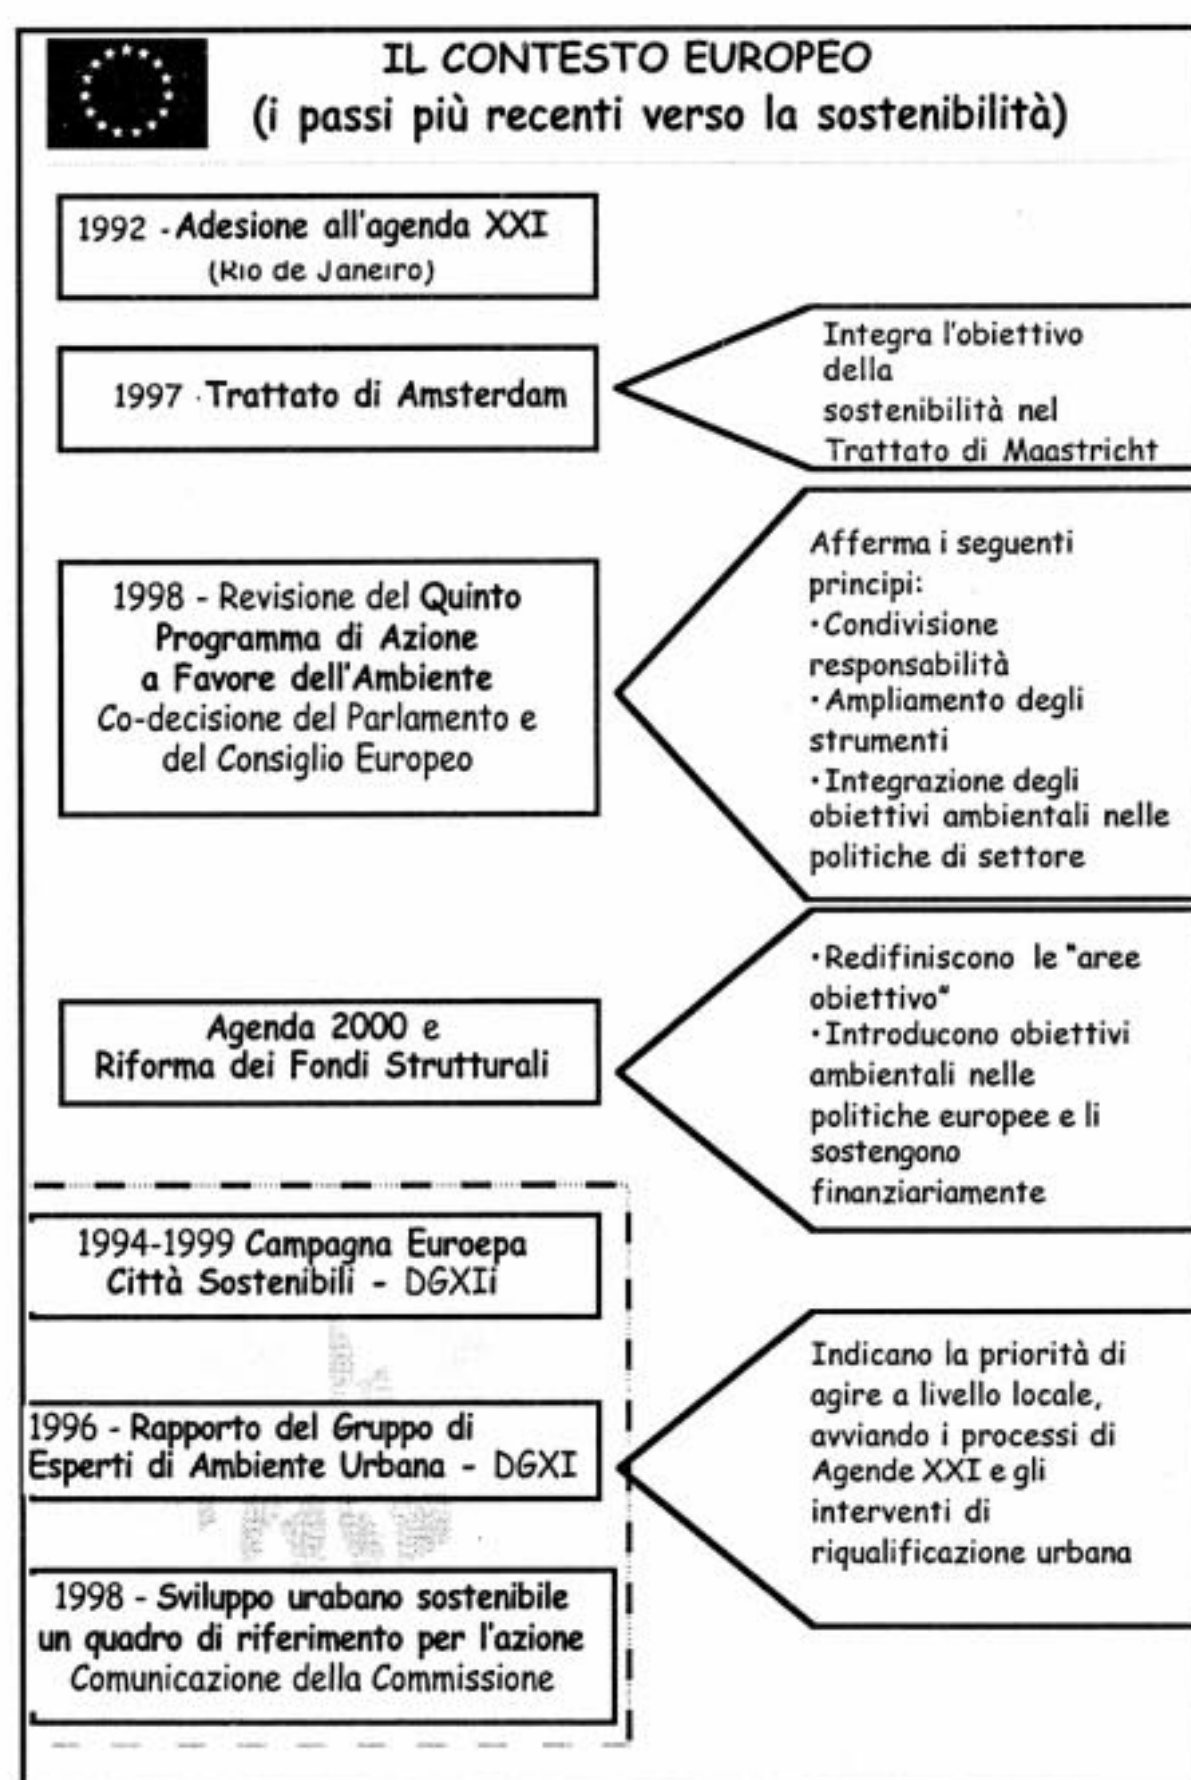 IL CONTESTO EUROPEO
(i passi più recenti verso la sostenibilità)
1992 - Adesione all'agenda XXI
(Rio de Janeiro)
1997 - Trattato di Amsterdam
Integra l'obiettivo
della
sostenibilità nel
Trattato di Maastricht
1998 - Revisione del Quinto
Programma di Azione
a Favore dell'Ambiente
Co-decisione del Parlamento e
del Consiglio Europeo
Afferma i seguenti
principi:
•Condivisione
responsabilità
•Ampliamento degli
strumenti
•Integrazione degli
obiettivi ambientali nelle
politiche di settore
Agenda 2000 e
Riforma dei Fondi Strutturali
•Redifiniscono le "aree
obiettivo"
•Introducono obiettivi
ambientali nelle
politiche europee e li
sostengono
finanziariamente
1994-1999 Campagna Euroepa
Città Sostenibili - DGXIi
1996 - Rapporto del Gruppo di
Esperti di Ambiente Urbana - DGXI
1998 - Sviluppo urabano sostenibile
un quadro di riferimento per l'azione
Comunicazione della Commissione
Indicano la priorità di
agire a livello locale,
avviando i processi di
Agende XXI e gli
interventi di
riqualificazione urbana